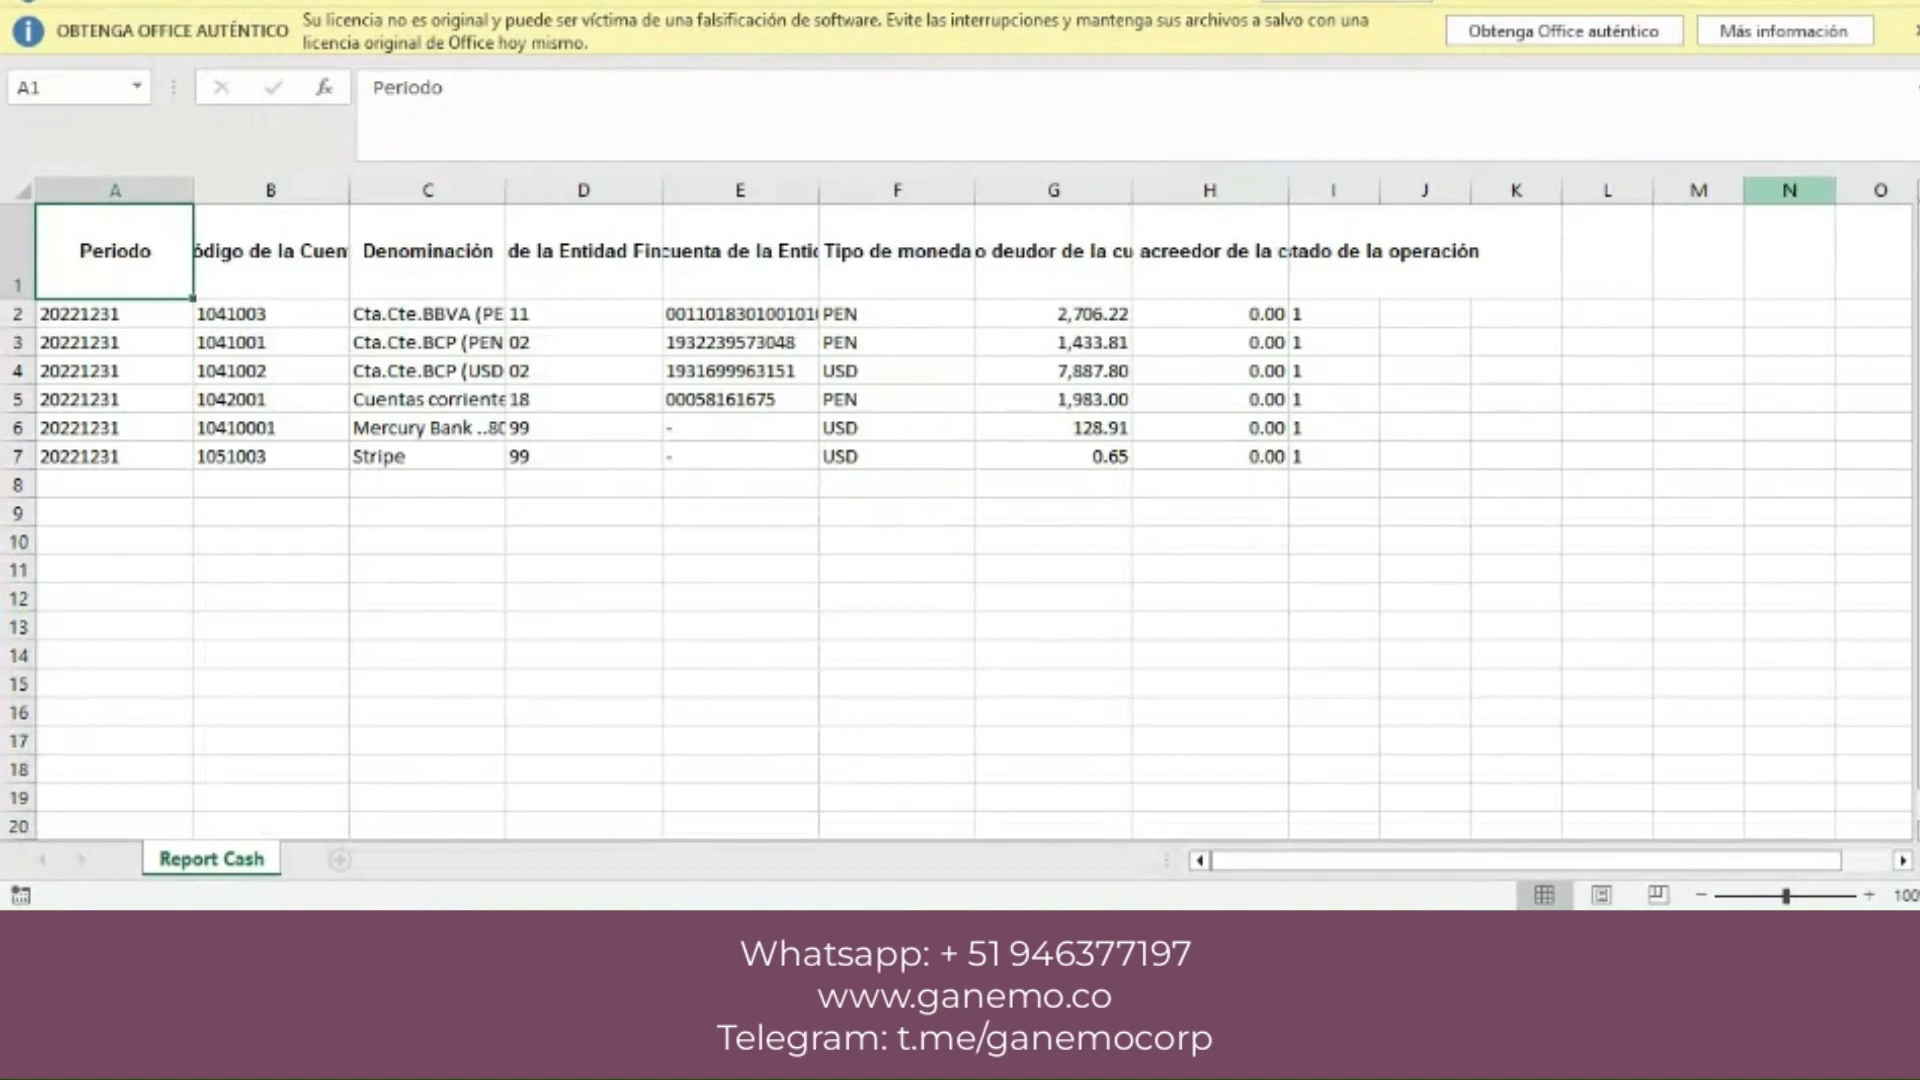 OBTENGA OFFICE AUTÉNTICO Su licencia no es original y puede ser víctima de una falsificación de software. Evite las interrupciones y mantenga sus archivos a salvo con una
licencia original de Office hoy mismo. Obtenga Office auténtico Más información
A1 fx Periodo
A B C D E F G H I J K L M N O
1 Periodo ódigo de la Cuen Denominación de la Entidad Fin cuenta de la Enti Tipo de moneda o deudor de la cu acreedor de la c tado de la operación
2 20221231 1041003 Cta.Cte.BBVA (PE 11 001101830100101 PEN 2,706.22 0.00 1
3 20221231 1041001 Cta.Cte.BCP (PEN 02 1932239573048 PEN 1,433.81 0.00 1
4 20221231 1041002 Cta.Cte.BCP (USD 02 1931699963151 USD 7,887.80 0.00 1
5 20221231 1042001 Cuentas corriente 18 00058161675 PEN 1,983.00 0.00 1
6 20221231 10410001 Mercury Bank ..80 99 - USD 128.91 0.00 1
7 20221231 1051003 Stripe 99 - USD 0.65 0.00 1
8
9
10
11
12
13
14
15
16
17
18
19
20
Report Cash
100
Whatsapp: + 51 946377197
www.ganemo.co
Telegram: t.me/ganemocorp